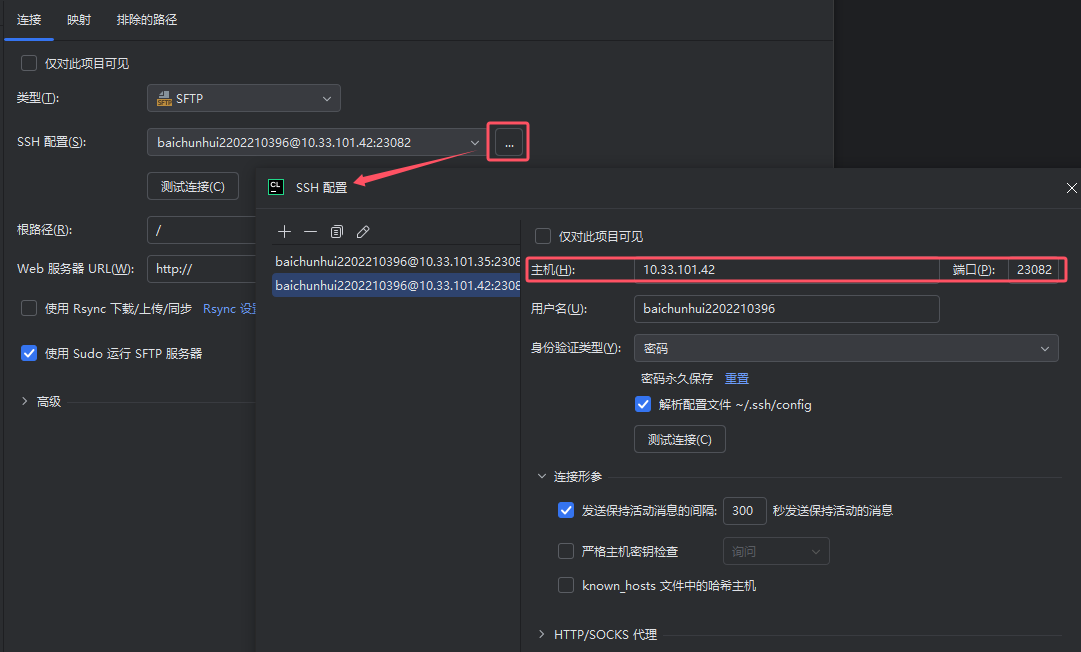 连接 映射 排除的路径
仅对此项目可见
类型(T): SFTP
SSH 配置(S): baichunhui2202210396@10.33.101.42:23082 ...
测试连接(C)
根路径(R): /
Web 服务器 URL(W): http://
使用 Rsync 下载/上传/同步 Rsync 设
使用 Sudo 运行 SFTP 服务器
高级
CL SSH 配置
baichunhui2202210396@10.33.101.35:2308
baichunhui2202210396@10.33.101.42:2308
仅对此项目可见
主机(H): 10.33.101.42 端口(P): 23082
用户名(U): baichunhui2202210396
身份验证类型(Y): 密码
密码永久保存 重置
解析配置文件 ~/.ssh/config
测试连接(C)
连接形参
发送保持活动消息的间隔: 300 秒发送保持活动的消息
严格主机密钥检查 询问
known_hosts 文件中的哈希主机
HTTP/SOCKS 代理